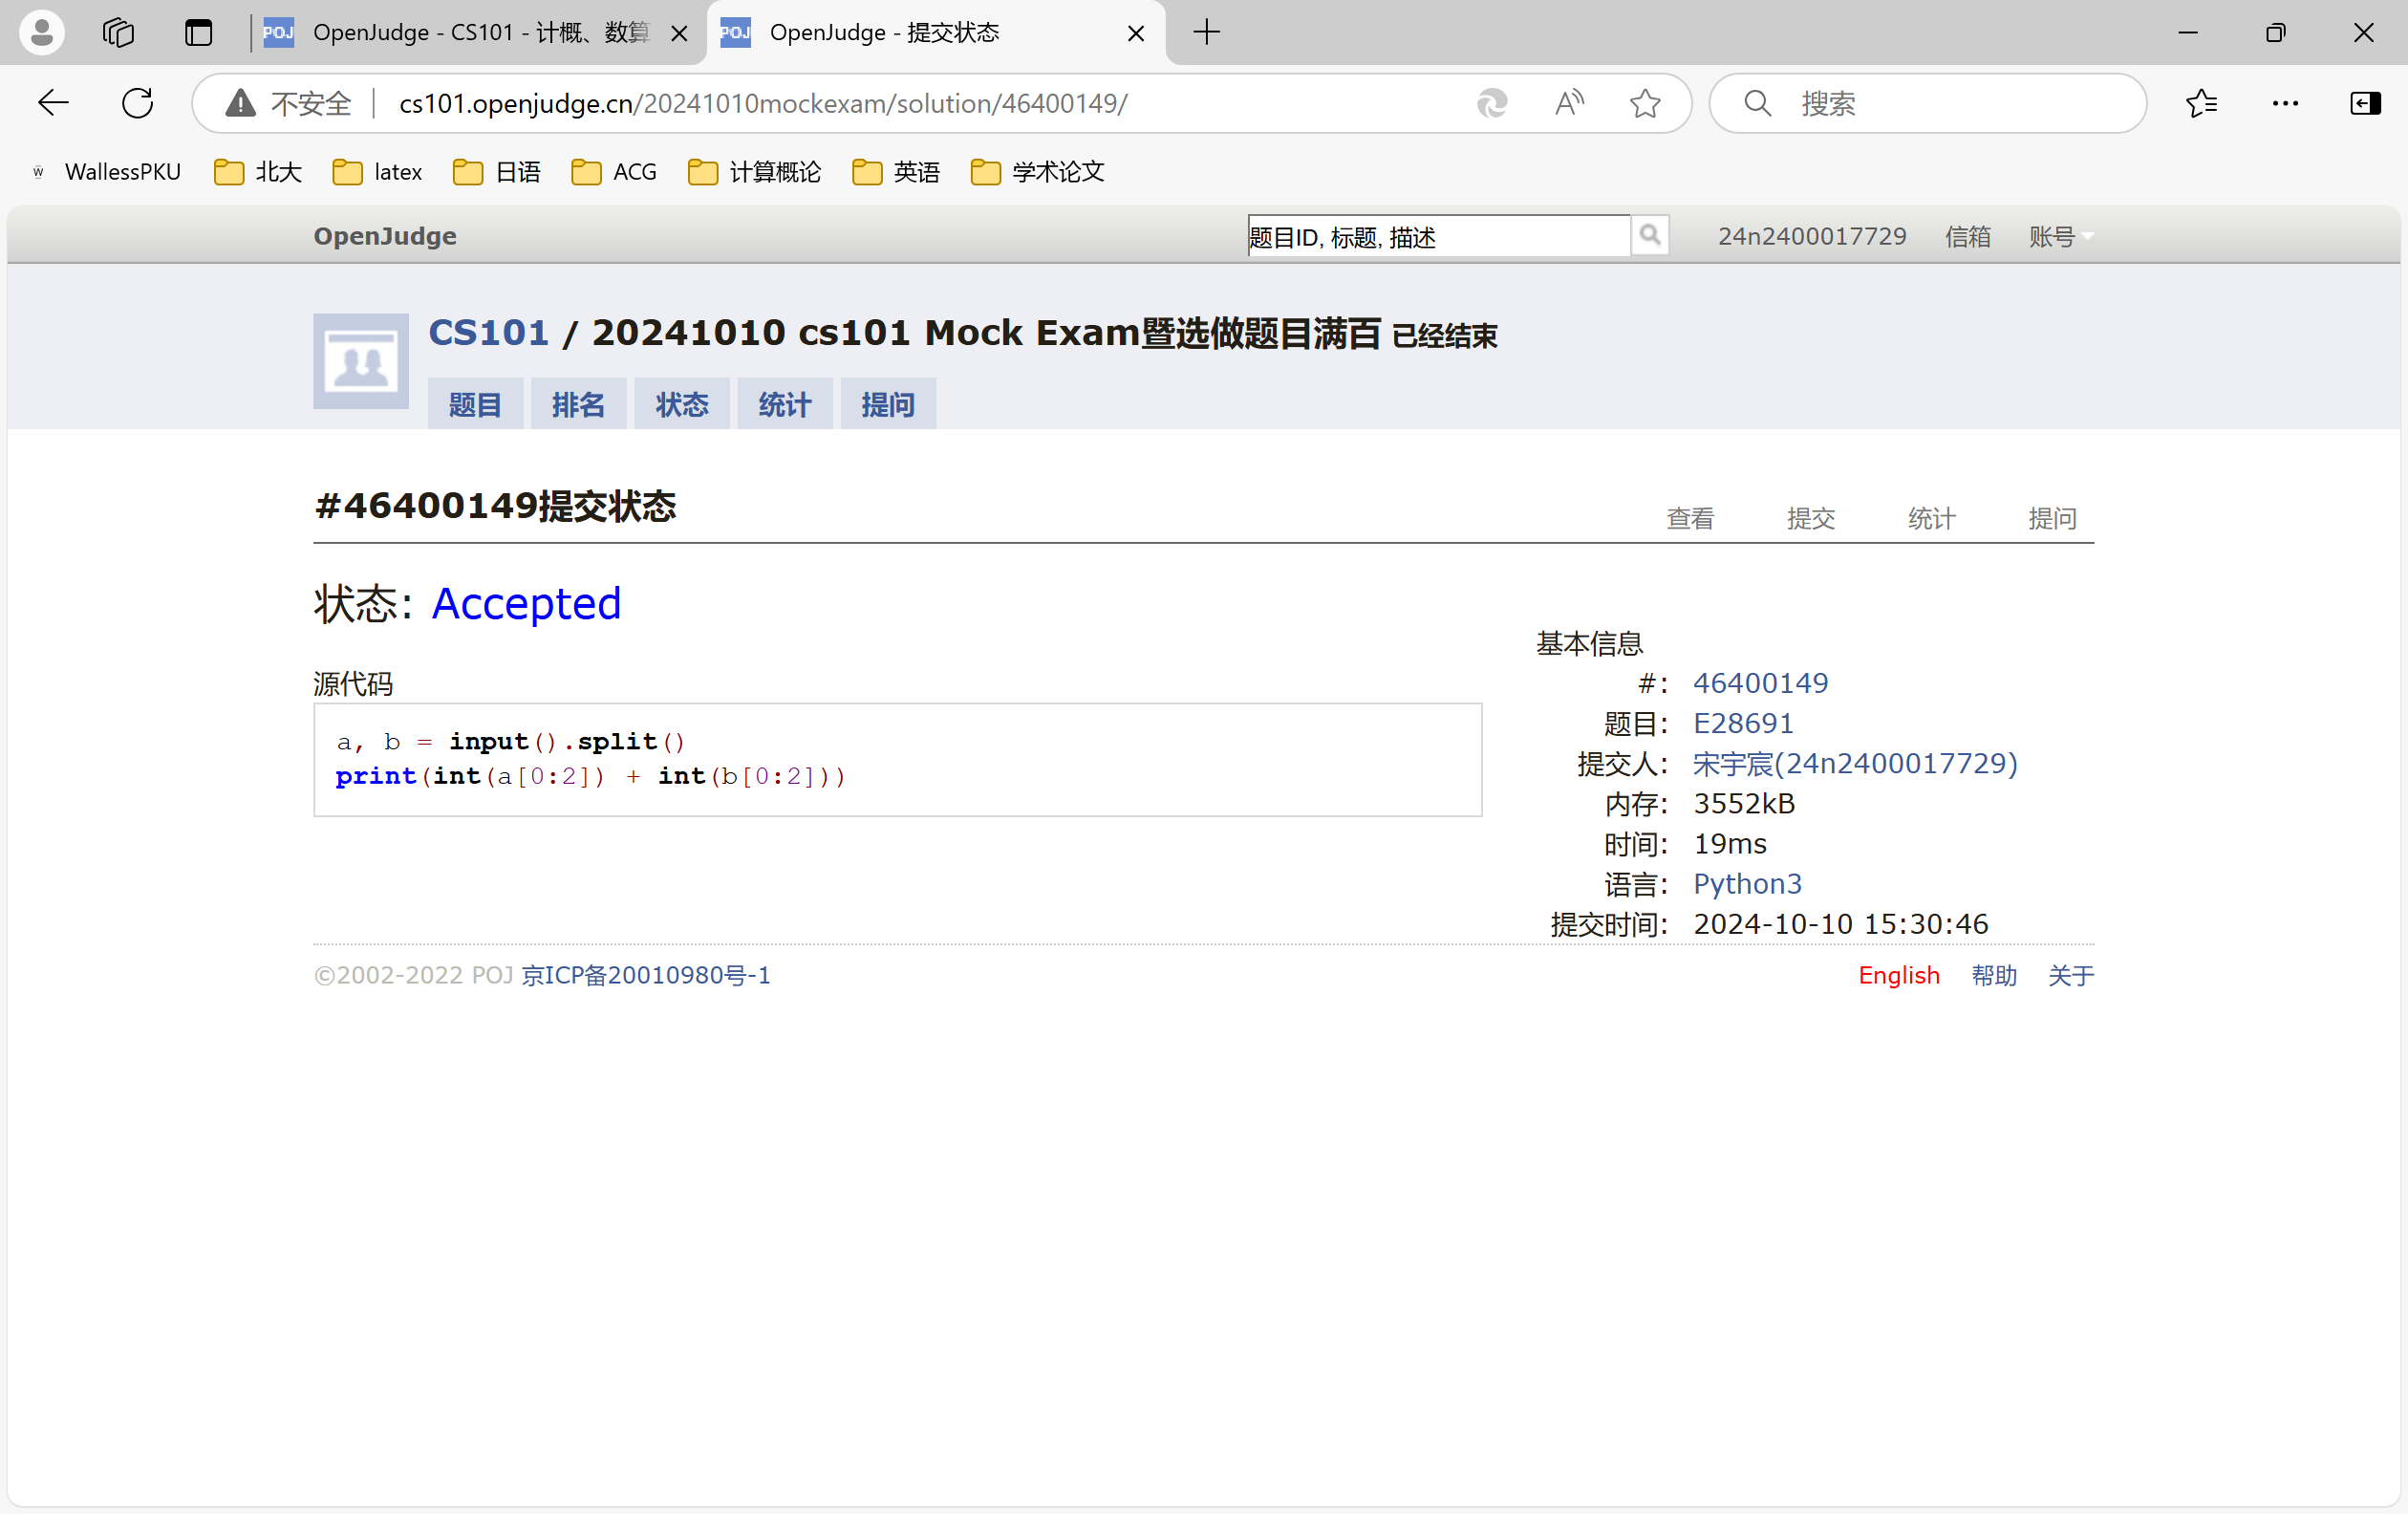 OpenJudge - CS101 - 计概、数算
OpenJudge - 提交状态
不安全 cs101.openjudge.cn/20241010mockexam/solution/46400149/
搜索
WallessPKU 北大 latex 日语 ACG 计算概论 英语 学术论文
OpenJudge 题目ID, 标题, 描述 24n2400017729 信箱 账号
CS101 / 20241010 cs101 Mock Exam暨选做题目满百 已经结束
题目 排名 状态 统计 提问
#46400149提交状态 查看 提交 统计 提问
状态: Accepted
源代码
a, b = input().split()
print(int(a[0:2]) + int(b[0:2]))
基本信息
#: 46400149
题目: E28691
提交人: 宋宇宸(24n2400017729)
内存: 3552kB
时间: 19ms
语言: Python3
提交时间: 2024-10-10 15:30:46
©2002-2022 POJ 京ICP备20010980号-1 English 帮助 关于